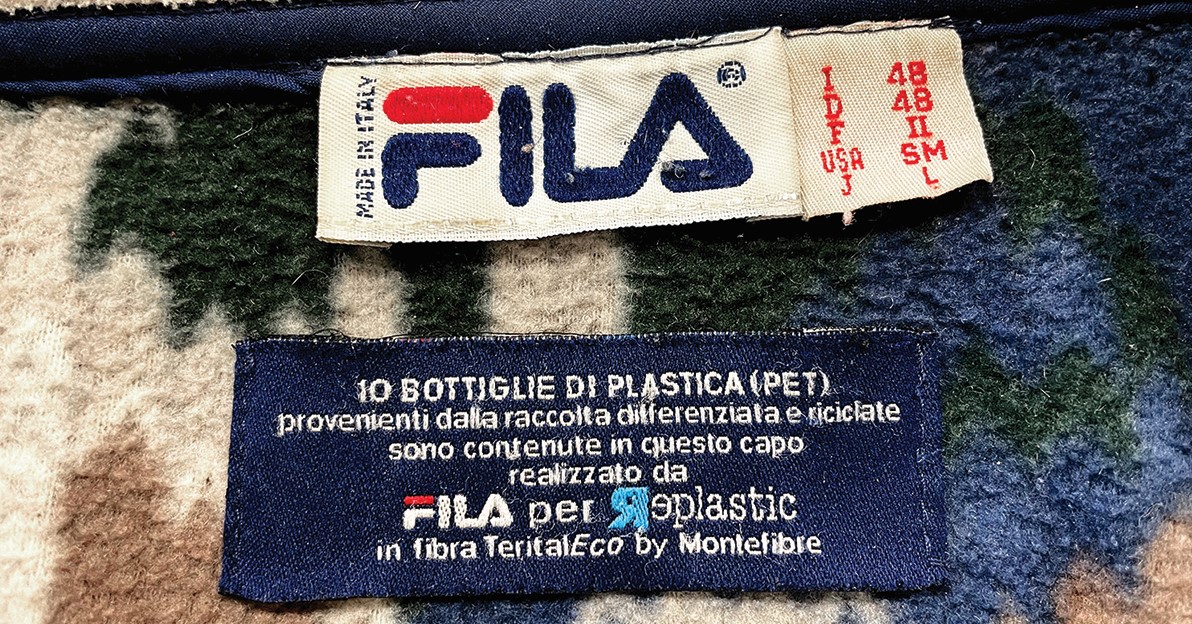 MADE IN ITALY
FILA®
I 48
D 48
F II
USA SM
J L
10 BOTTIGLIE DI PLASTICA (PET)
provenienti dalla raccolta differenziata e riciclate
sono contenute in questo capo
realizzato da
FILA per Replastic
in fibra TeritalEco by Montefibre